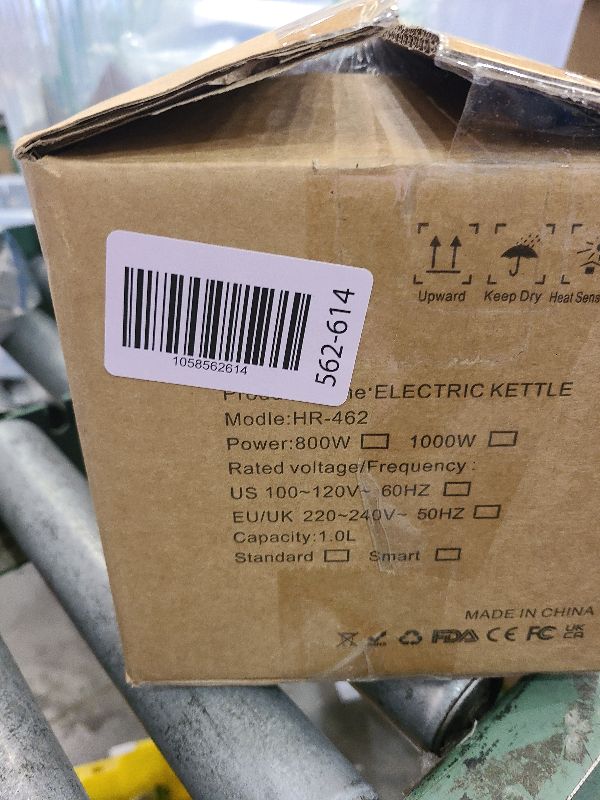 Upward Keep Dry Heat Sens
1058562614
562-614
ELECTRIC KETTLE
Modle:HR-462
Power:800W 1000W
Rated voltage/Frequency :
US 100~120V~ 60HZ
EU/UK 220~240V~ 50HZ
Capacity:1.0L
Standard Smart
MADE IN CHINA
FDA CE FC UK CA